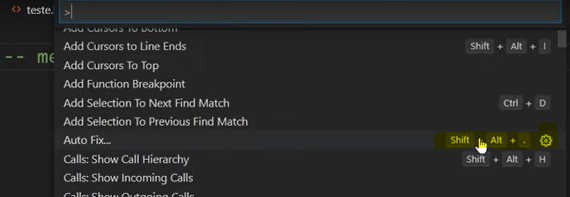 <> teste.
>
Add Cursors To Bottom
-- me
Add Cursors to Line Ends Shift + Alt + I
Add Cursors To Top
Add Function Breakpoint
Add Selection To Next Find Match Ctrl + D
Add Selection To Previous Find Match
Auto Fix... Shift + Alt + .
Calls: Show Call Hierarchy Shift + Alt + H
Calls: Show Incoming Calls
Calls: Show Outgoing Calls